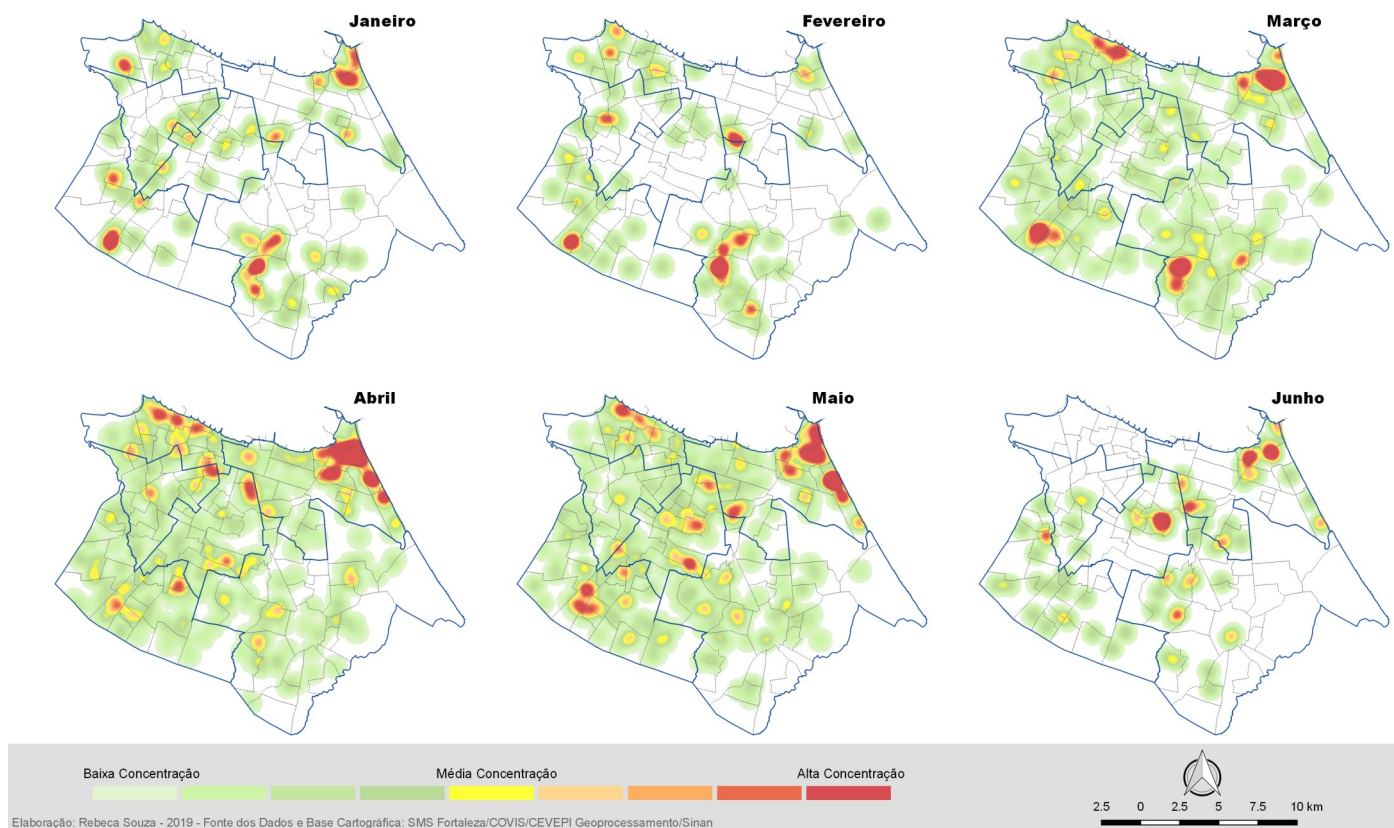 Janeiro
Fevereiro
Março
Abril
Maio
Junho
Baixa Concentração
Média Concentração
Alta Concentração
2.5 0 2.5 5 7.5 10 km
Elaboração: Rebeca Souza - 2019 - Fonte dos Dados e Base Cartográfica: SMS Fortaleza/COVIS/CEVEPI Geoprocessamento/Sinan